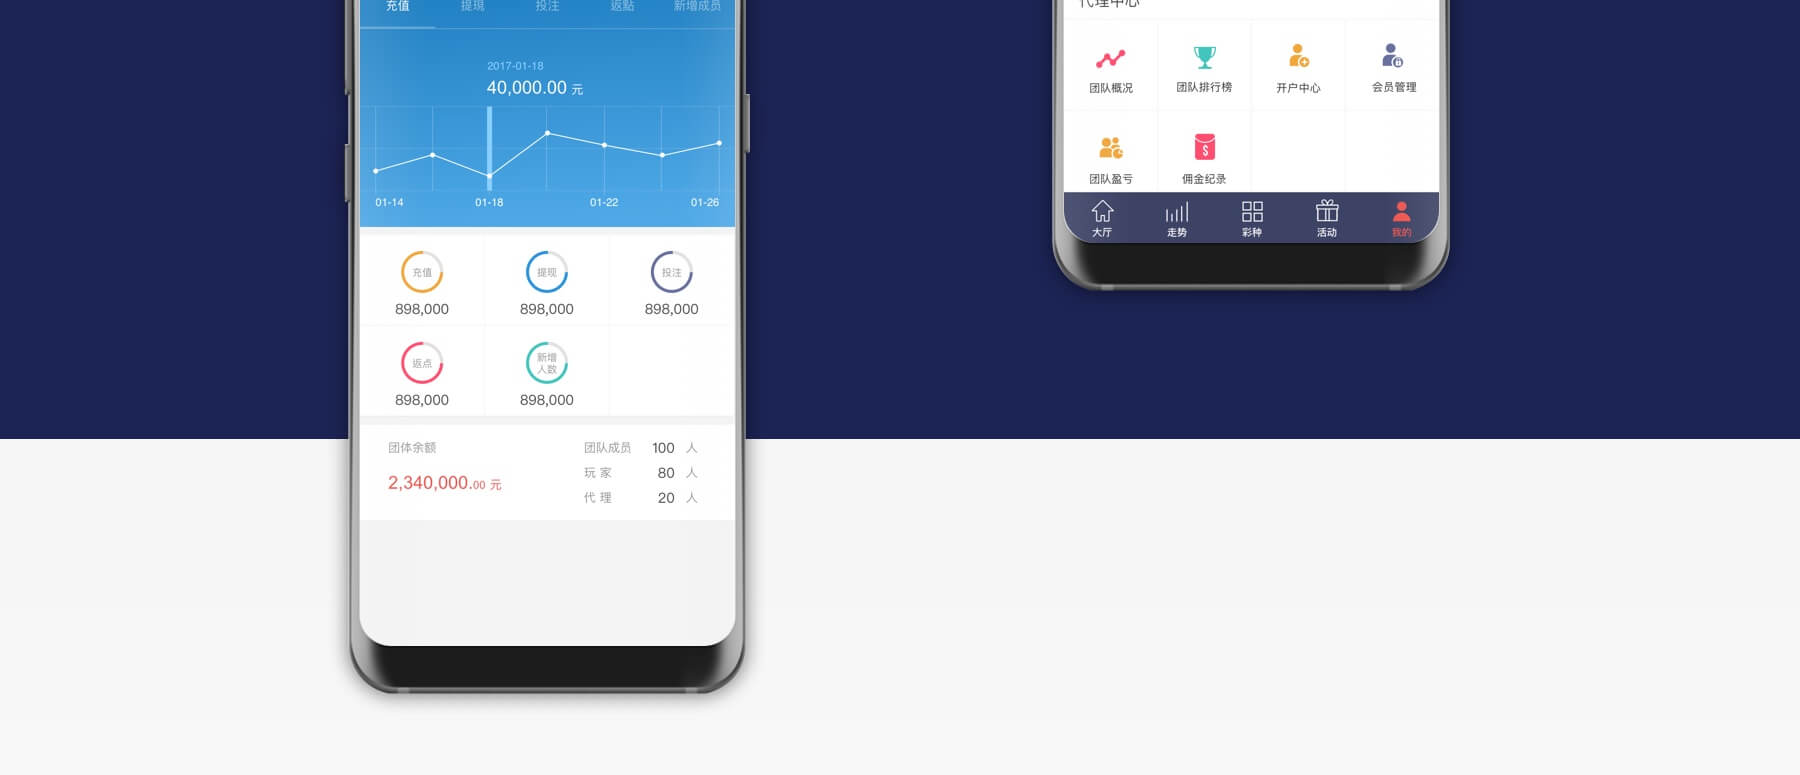 充值 提現 投注 返點 新增成员
2017-01-18
40,000.00 元
01-14 01-18 01-22 01-26
充值 提现 投注
898,000 898,000 898,000
返点 新增
人数
898,000 898,000
团体余额
2,340,000.00 元
团队成员 100 人
玩 家 80 人
代 理 20 人
代理中心
团队概况 团队排行榜 开户中心 会员管理
团队盈亏 佣金纪录
大厅 走势 彩种 活动 我的